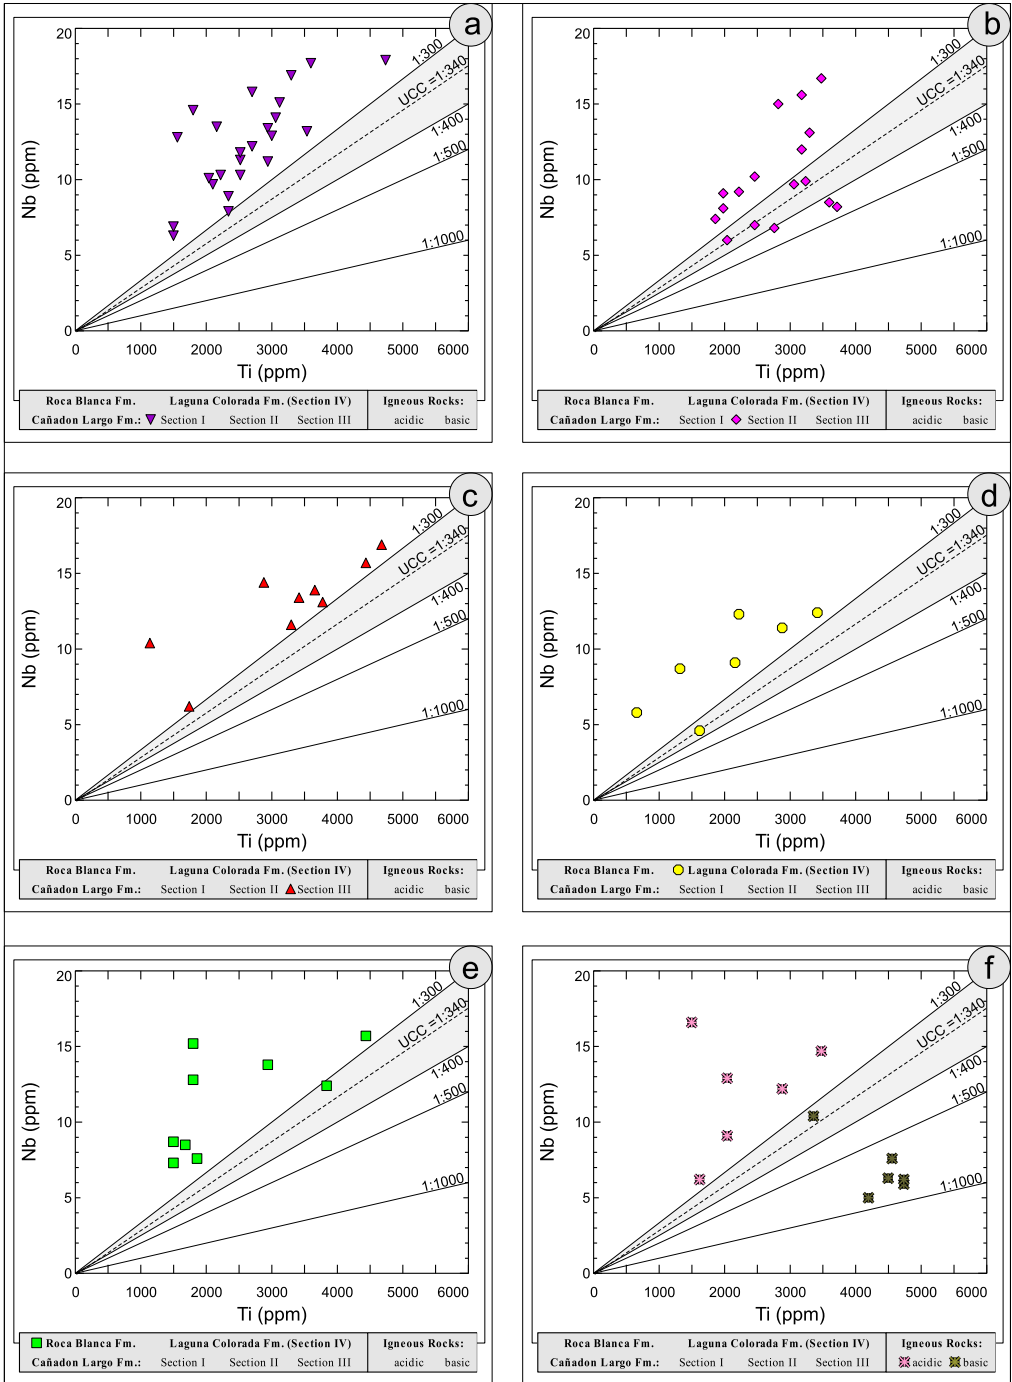 a
20
15
10
5
0
Nb (ppm)
1:300
UCC =1:340
1:400
1:500
1:1000
0 1000 2000 3000 4000 5000 6000
Ti (ppm)
Roca Blanca Fm. Laguna Colorada Fm. (Section IV) Igneous Rocks:
Cañadon Largo Fm.: Section I Section II Section III acidic basic
b
20
15
10
5
0
Nb (ppm)
1:300
UCC =1:340
1:400
1:500
1:1000
0 1000 2000 3000 4000 5000 6000
Ti (ppm)
Roca Blanca Fm. Laguna Colorada Fm. (Section IV) Igneous Rocks:
Cañadon Largo Fm.: Section I Section II Section III acidic basic
c
20
15
10
5
0
Nb (ppm)
1:300
UCC =1:340
1:400
1:500
1:1000
0 1000 2000 3000 4000 5000 6000
Ti (ppm)
Roca Blanca Fm. Laguna Colorada Fm. (Section IV) Igneous Rocks:
Cañadon Largo Fm.: Section I Section II Section III acidic basic
d
20
15
10
5
0
Nb (ppm)
1:300
UCC =1:340
1:400
1:500
1:1000
0 1000 2000 3000 4000 5000 6000
Ti (ppm)
Roca Blanca Fm. Laguna Colorada Fm. (Section IV) Igneous Rocks:
Cañadon Largo Fm.: Section I Section II Section III acidic basic
e
20
15
10
5
0
Nb (ppm)
1:300
UCC =1:340
1:400
1:500
1:1000
0 1000 2000 3000 4000 5000 6000
Ti (ppm)
Roca Blanca Fm. Laguna Colorada Fm. (Section IV) Igneous Rocks:
Cañadon Largo Fm.: Section I Section II Section III acidic basic
f
20
15
10
5
0
Nb (ppm)
1:300
UCC =1:340
1:400
1:500
1:1000
0 1000 2000 3000 4000 5000 6000
Ti (ppm)
Roca Blanca Fm. Laguna Colorada Fm. (Section IV) Igneous Rocks:
Cañadon Largo Fm.: Section I Section II Section III acidic basic